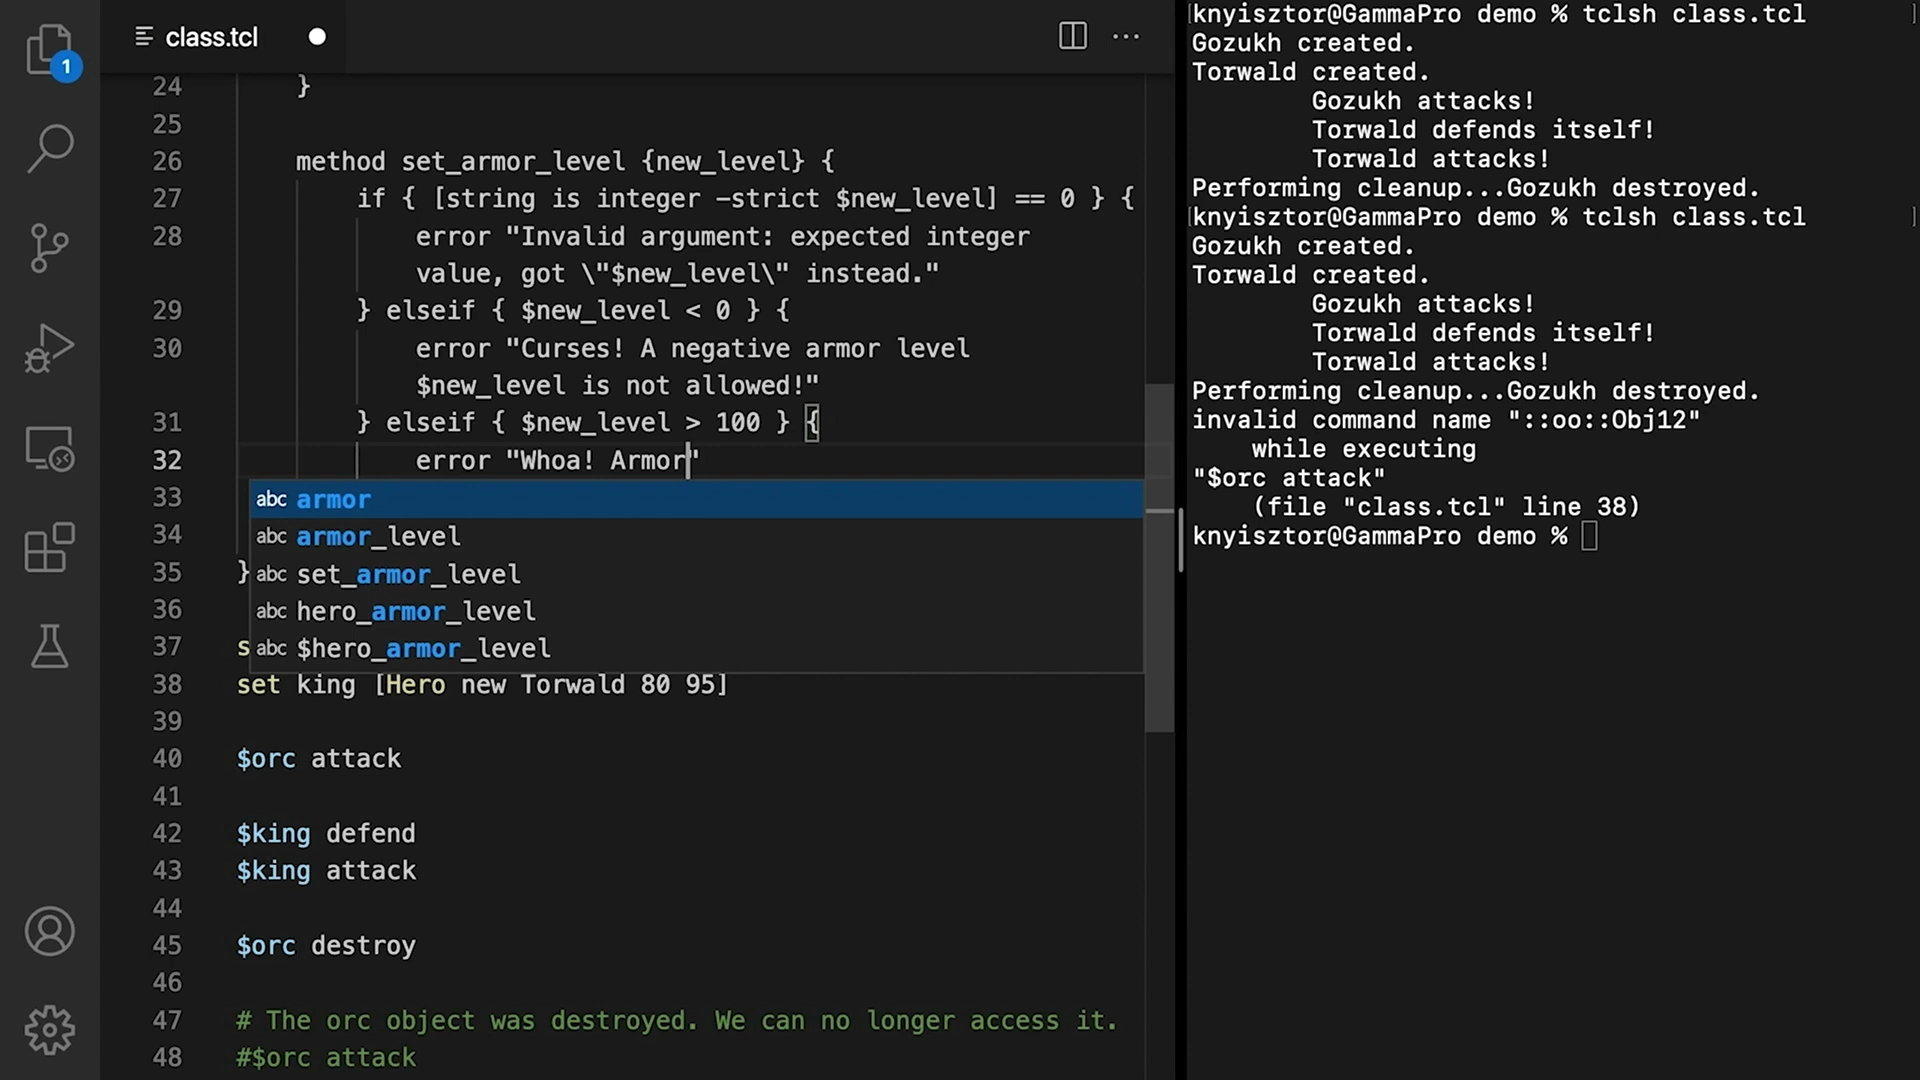 1
class.tcl
24 }
25
26 method set_armor_level {new_level} {
27 if { [string is integer -strict $new_level] == 0 } {
28 error "Invalid argument: expected integer
value, got \"$new_level\" instead."
29 } elseif { $new_level < 0 } {
30 error "Curses! A negative armor level
$new_level is not allowed!"
31 } elseif { $new_level > 100 } {
32 error "Whoa! Armor"
33 abc armor
34 abc armor_level
35 } abc set_armor_level
36 abc hero_armor_level
37 s abc $hero_armor_level
38 set king [Hero new Torwald 80 95]
39
40 $orc attack
41
42 $king defend
43 $king attack
44
45 $orc destroy
46
47 # The orc object was destroyed. We can no longer access it.
48 #$orc attack
[knyisztor@GammaPro demo % tclsh class.tcl ]
Gozukh created.
Torwald created.
Gozukh attacks!
Torwald defends itself!
Torwald attacks!
Performing cleanup...Gozukh destroyed.
[knyisztor@GammaPro demo % tclsh class.tcl ]
Gozukh created.
Torwald created.
Gozukh attacks!
Torwald defends itself!
Torwald attacks!
Performing cleanup...Gozukh destroyed.
invalid command name "::oo::Obj12"
while executing
"$orc attack"
(file "class.tcl" line 38)
knyisztor@GammaPro demo %